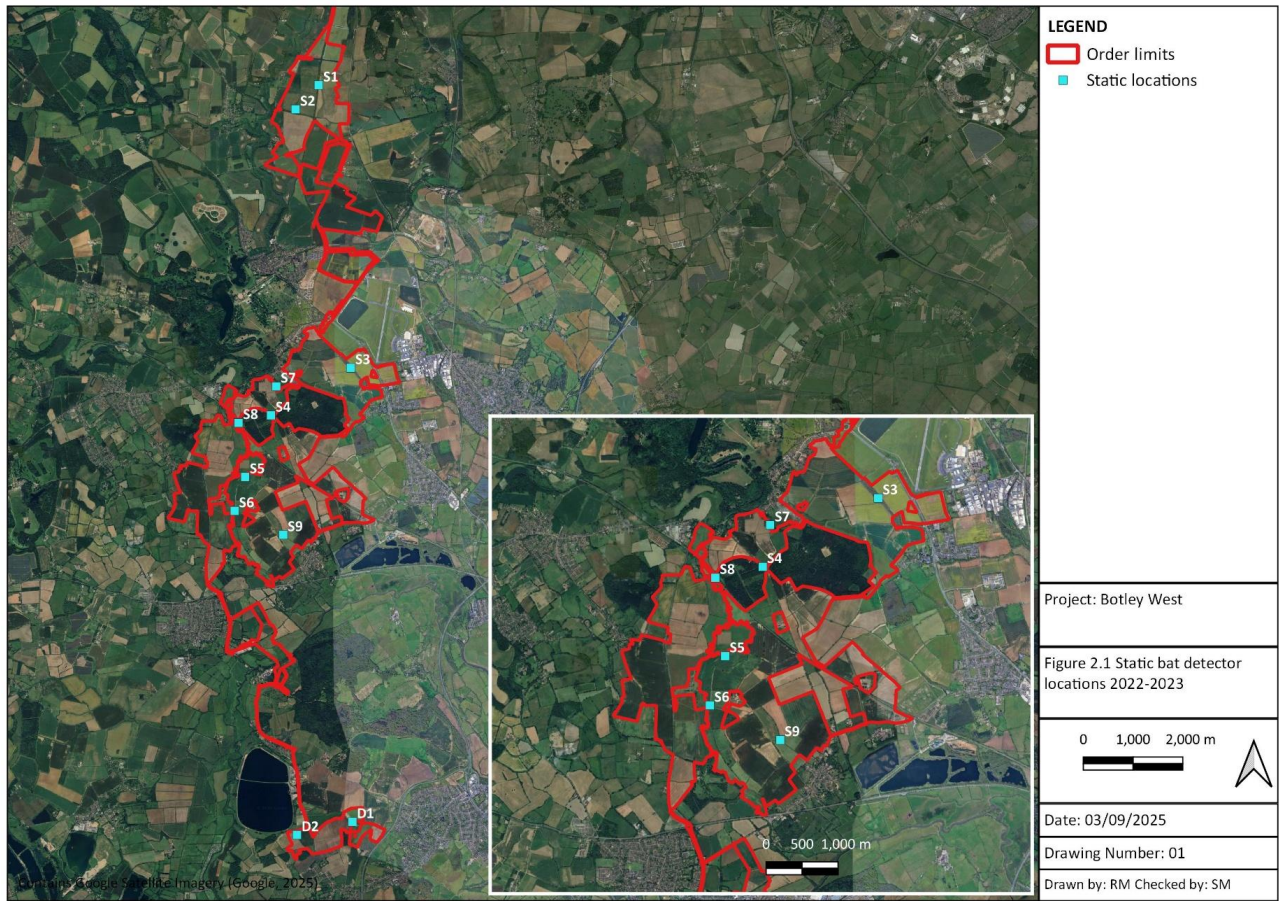 S1
S2
S3
S7
S4
S8
S5
S6
S9
D1
D2
Contains Google Satellite Imagery (Google, 2025)
S3
S7
S4
S8
S5
S6
S9
0 500 1,000 m
LEGEND
Order limits
Static locations
Project: Botley West
Figure 2.1 Static bat detector
locations 2022-2023
0 1,000 2,000 m
Date: 03/09/2025
Drawing Number: 01
Drawn by: RM Checked by: SM